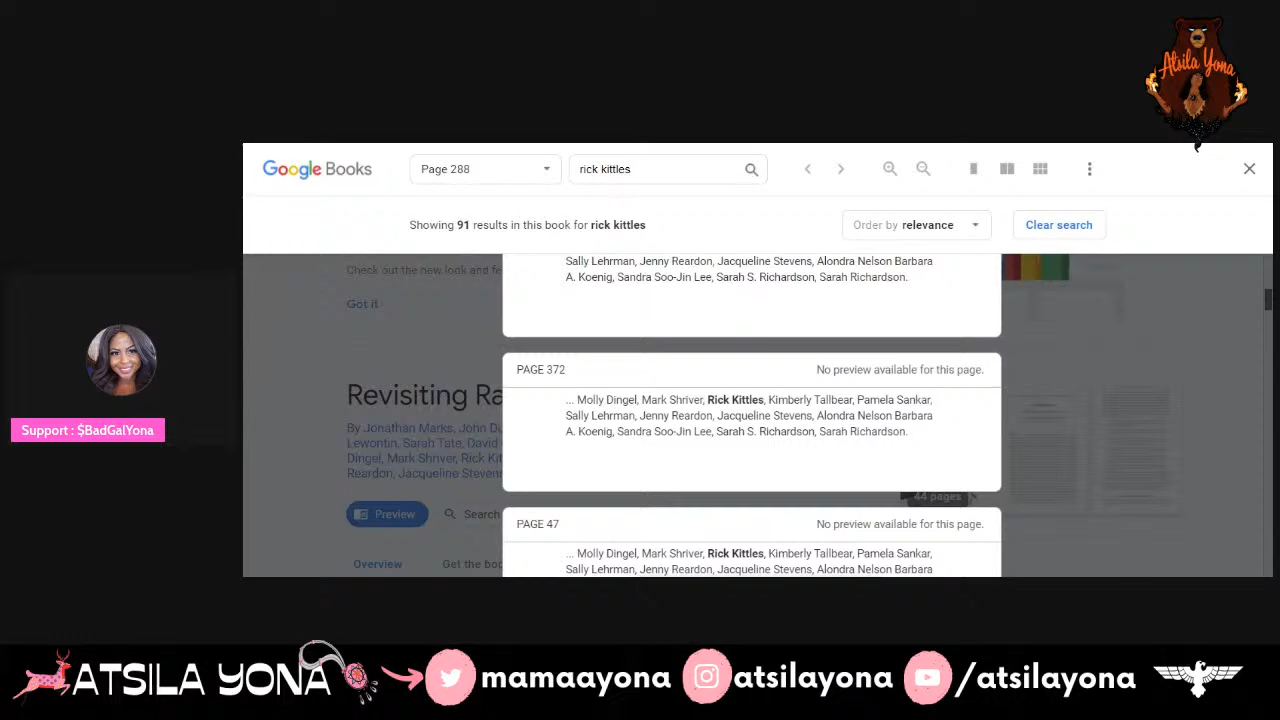 Atsila Yona
Google Books
Page 288
rick kittles
Showing 91 results in this book for rick kittles
Order by relevance
Clear search
Check out the new look and fe
Got it
Sally Lehrman, Jenny Reardon, Jacqueline Stevens, Alondra Nelson Barbara
A. Koenig, Sandra Soo-Jin Lee, Sarah S. Richardson, Sarah Richardson.
PAGE 372
No preview available for this page.
... Molly Dingel, Mark Shriver, Rick Kittles, Kimberly Tallbear, Pamela Sankar,
Sally Lehrman, Jenny Reardon, Jacqueline Stevens, Alondra Nelson Barbara
A. Koenig, Sandra Soo-Jin Lee, Sarah S. Richardson, Sarah Richardson.
Revisiting Ra
By Jonathan Marks, John Du
Lewontin, Sarah Tate, David
Dingel, Mark Shriver, Rick Kit
Reardon, Jacqueline Stevens
44 pages
Preview
Search
PAGE 47
No preview available for this page.
... Molly Dingel, Mark Shriver, Rick Kittles, Kimberly Tallbear, Pamela Sankar,
Sally Lehrman, Jenny Reardon, Jacqueline Stevens, Alondra Nelson Barbara
Overview
Get the boo
Support : $BadGalYona
ATSILA YONA
mamaayona
atsilayona
/atsilayona